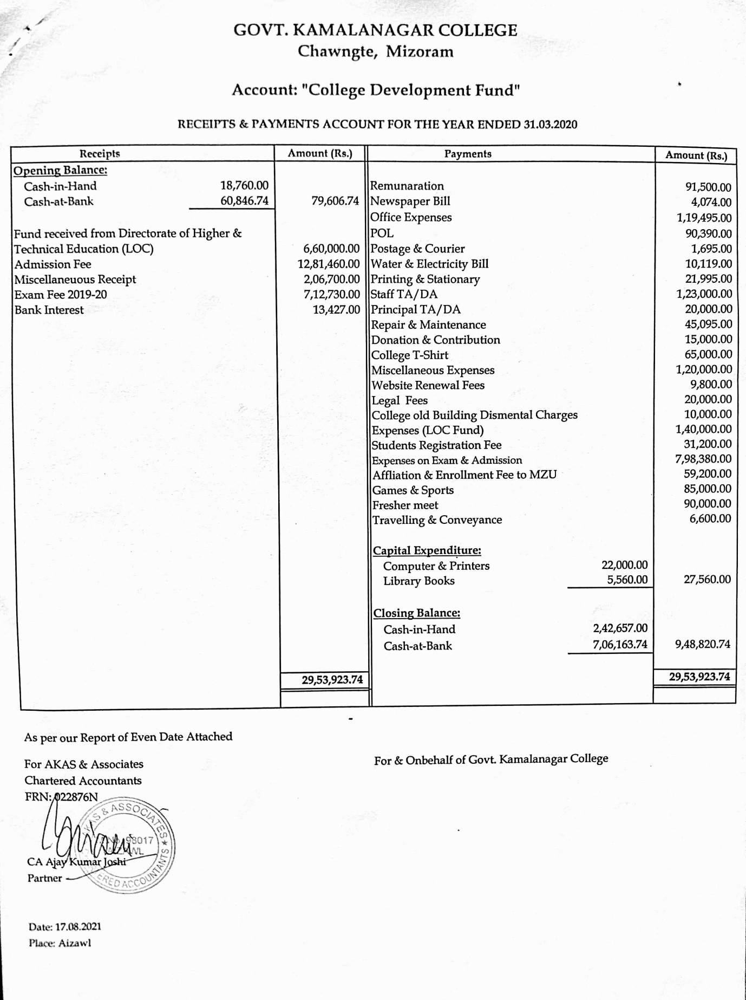 GOVT. KAMALANAGAR COLLEGE
Chawngte, Mizoram
Account: "College Development Fund"
RECEIPTS & PAYMENTS ACCOUNT FOR THE YEAR ENDED 31.03.2020
Receipts Amount (Rs.) Payments Amount (Rs.)
Opening Balance:
Cash-in-Hand 18,760.00 Remunaration 91,500.00
Cash-at-Bank 60,846.74 79,606.74 Newspaper Bill 4,074.00
Office Expenses 1,19,495.00
Fund received from Directorate of Higher & POL 90,390.00
Technical Education (LOC) 6,60,000.00 Postage & Courier 1,695.00
Admission Fee 12,81,460.00 Water & Electricity Bill 10,119.00
Miscellaneuous Receipt 2,06,700.00 Printing & Stationary 21,995.00
Exam Fee 2019-20 7,12,730.00 Staff TA/DA 1,23,000.00
Bank Interest 13,427.00 Principal TA/DA 20,000.00
Repair & Maintenance 45,095.00
Donation & Contribution 15,000.00
College T-Shirt 65,000.00
Miscellaneous Expenses 1,20,000.00
Website Renewal Fees 9,800.00
Legal Fees 20,000.00
College old Building Dismental Charges 10,000.00
Expenses (LOC Fund) 1,40,000.00
Students Registration Fee 31,200.00
Expenses on Exam & Admission 7,98,380.00
Affliation & Enrollment Fee to MZU 59,200.00
Games & Sports 85,000.00
Fresher meet 90,000.00
Travelling & Conveyance 6,600.00
Capital Expenditure:
Computer & Printers 22,000.00
Library Books 5,560.00 27,560.00
Closing Balance:
Cash-in-Hand 2,42,657.00
Cash-at-Bank 7,06,163.74 9,48,820.74
29,53,923.74 29,53,923.74
As per our Report of Even Date Attached
For AKAS & Associates
Chartered Accountants
FRN: 022876N
For & Onbehalf of Govt. Kamalanagar College
& ASSOCIATES
98017
ACCOUNTANTS
CA Ajay Kumar Joshi
Partner
Date: 17.08.2021
Place: Aizawl